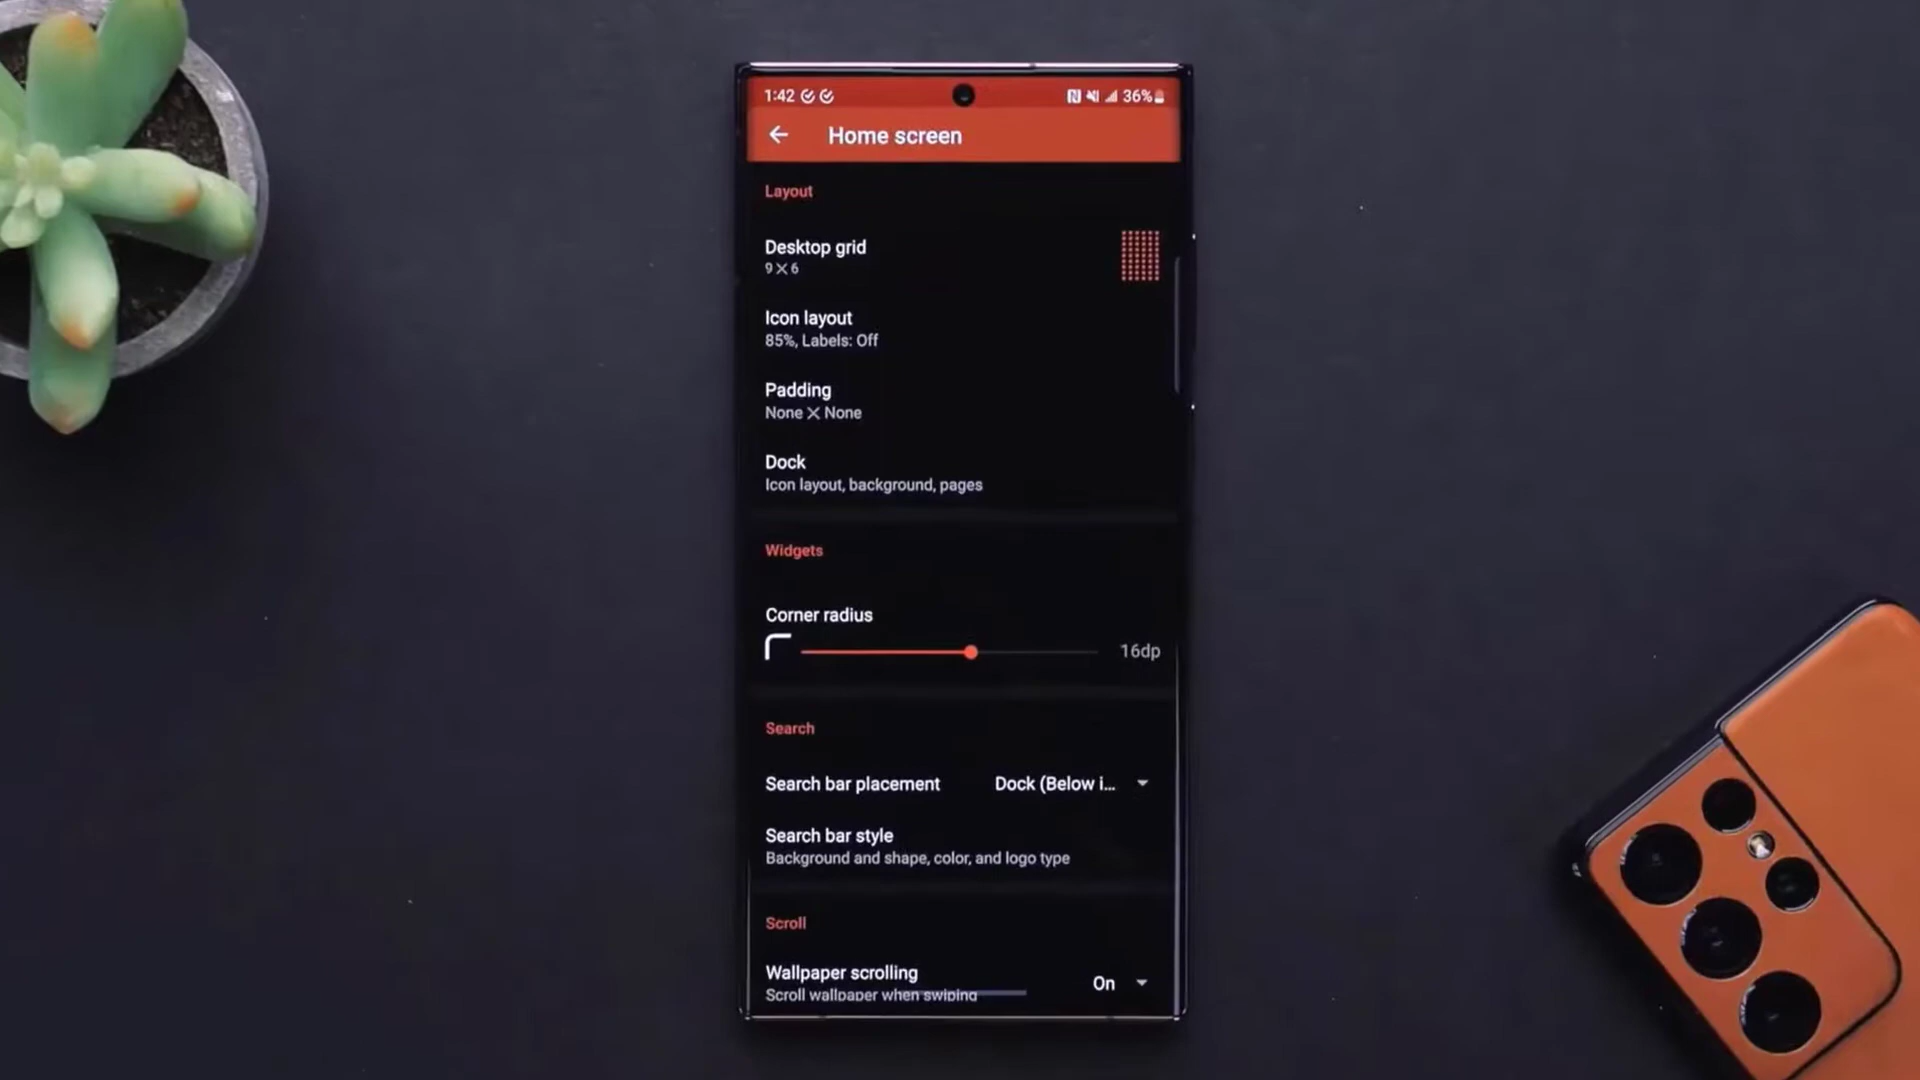 1:42 36%
Home screen
Layout
Desktop grid
9 X 6
Icon layout
85%, Labels: Off
Padding
None X None
Dock
Icon layout, background, pages
Widgets
Corner radius
16dp
Search
Search bar placement Dock (Below i...
Search bar style
Background and shape, color, and logo type
Scroll
Wallpaper scrolling On
Scroll wallpaper when swiping